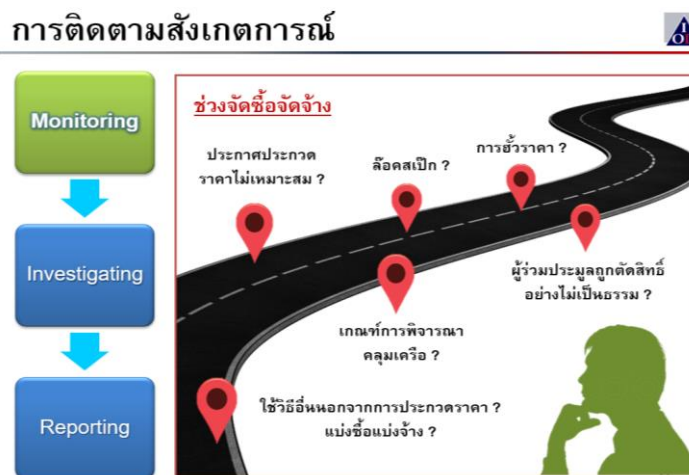 การติดตามสังเกตการณ์
Monitoring
Investigating
Reporting
ช่วงจัดซื้อจัดจ้าง
ประกาศประกวด
ราคาไม่เหมาะสม ?
ล๊อคสเป๊ก ?
การฮั้วราคา ?
ผู้ร่วมประมูลถูกตัดสิทธิ์
อย่างไม่เป็นธรรม ?
เกณฑ์การพิจารณา
คลุมเครือ ?
ใช้วิธีอื่นนอกจากการประกวดราคา ?
แบ่งซื้อแบ่งจ้าง ?